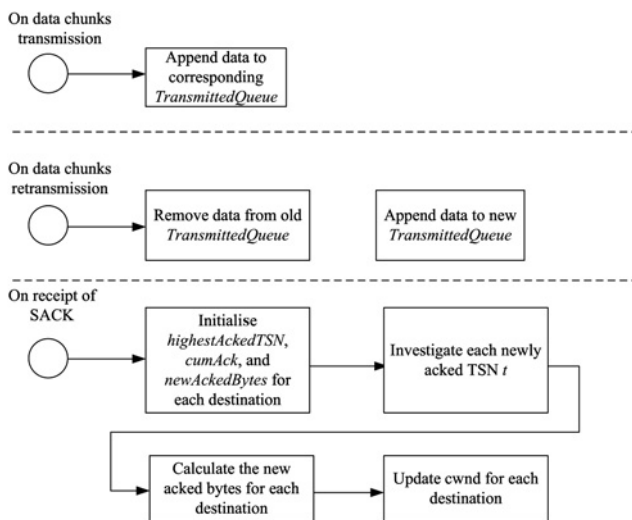 On data chunks
transmission
Append data to
corresponding
TransmittedQueue
On data chunks
retransmission
Remove data from old
TransmittedQueue
Append data to new
TransmittedQueue
On receipt of
SACK
Initialise
highestAckedTSN,
cumAck, and
newAckedBytes for
each destination
Investigate each newly
acked TSN t
Calculate the new
acked bytes for each
destination
Update cwnd for each
destination